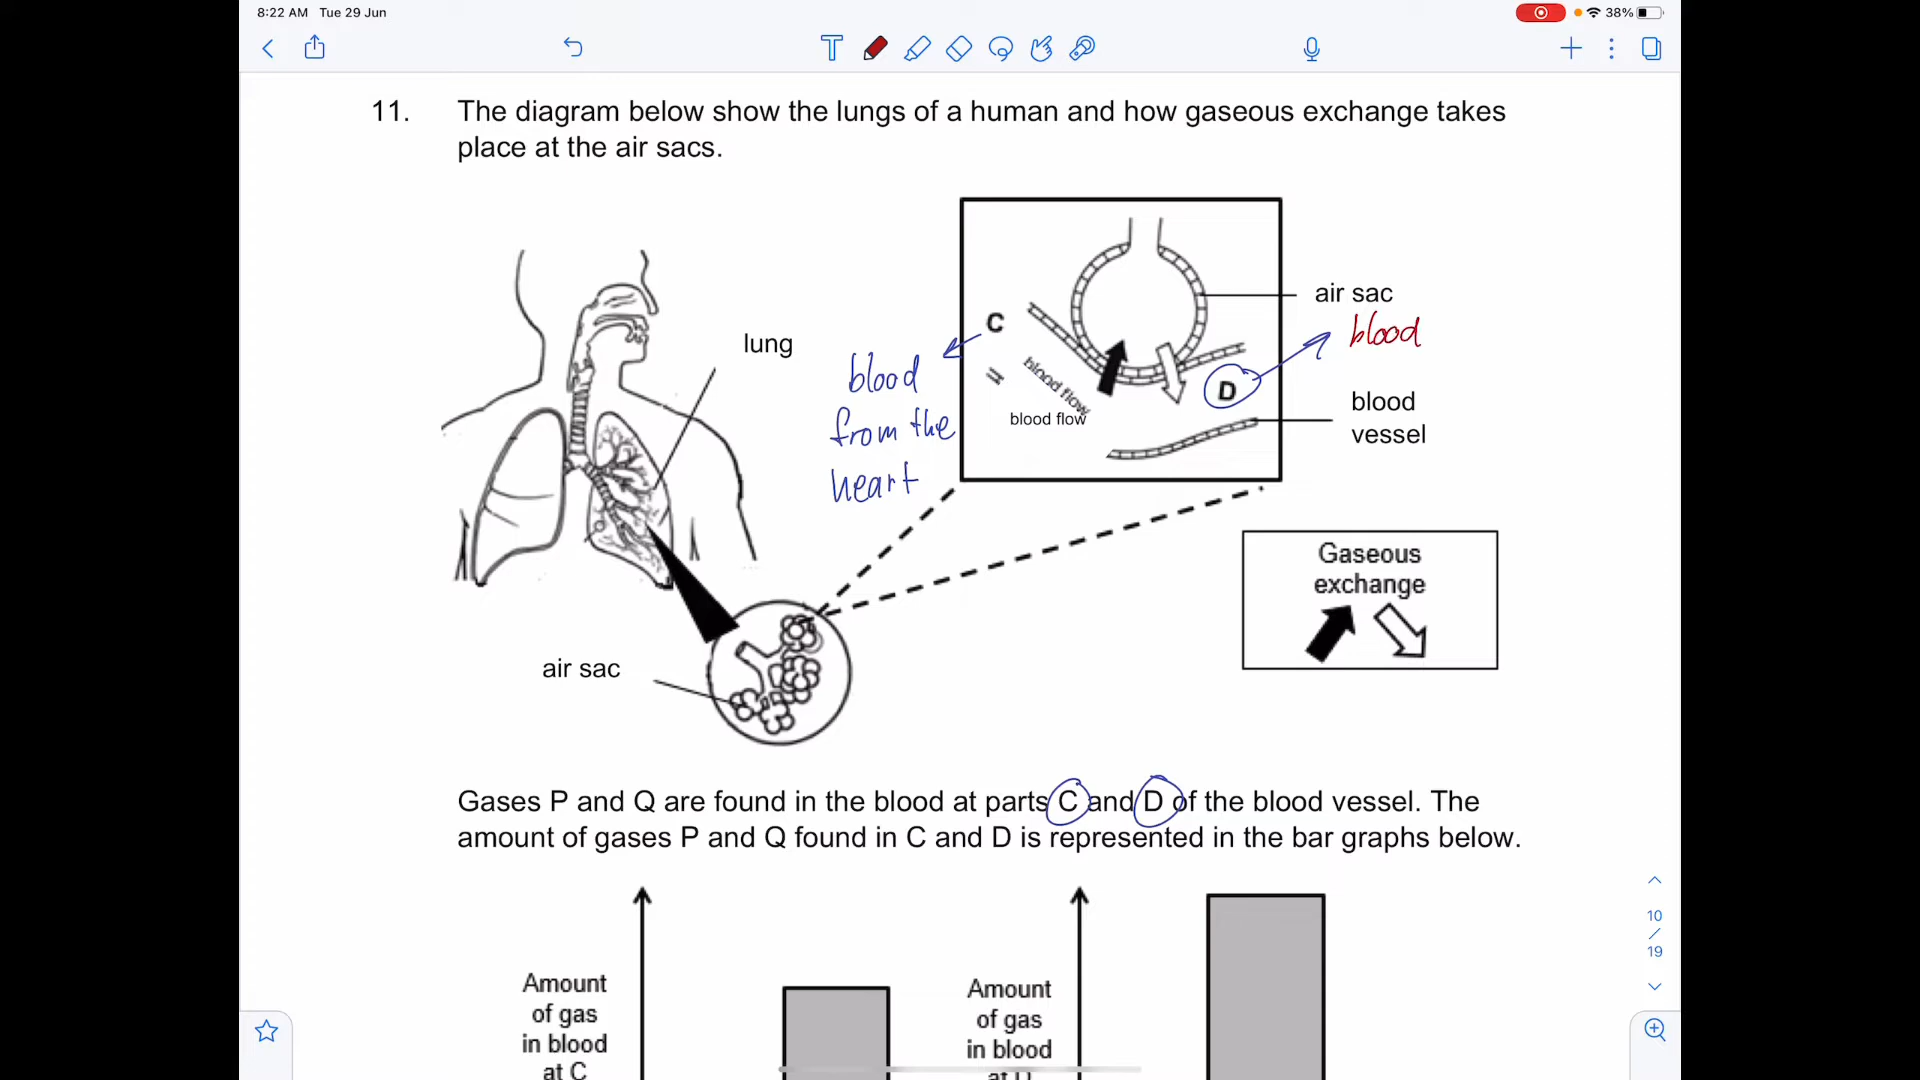 8:22 AM Tue 29 Jun
38%
T
11. The diagram below show the lungs of a human and how gaseous exchange takes
place at the air sacs.
lung
C
blood flow
blood flow
D
air sac
blood
blood
vessel
blood
from the
heart
Gaseous
exchange
air sac
Gases P and Q are found in the blood at parts C and D of the blood vessel. The
amount of gases P and Q found in C and D is represented in the bar graphs below.
Amount
of gas
in blood
at C
Amount
of gas
in blood
at D
10
/
19